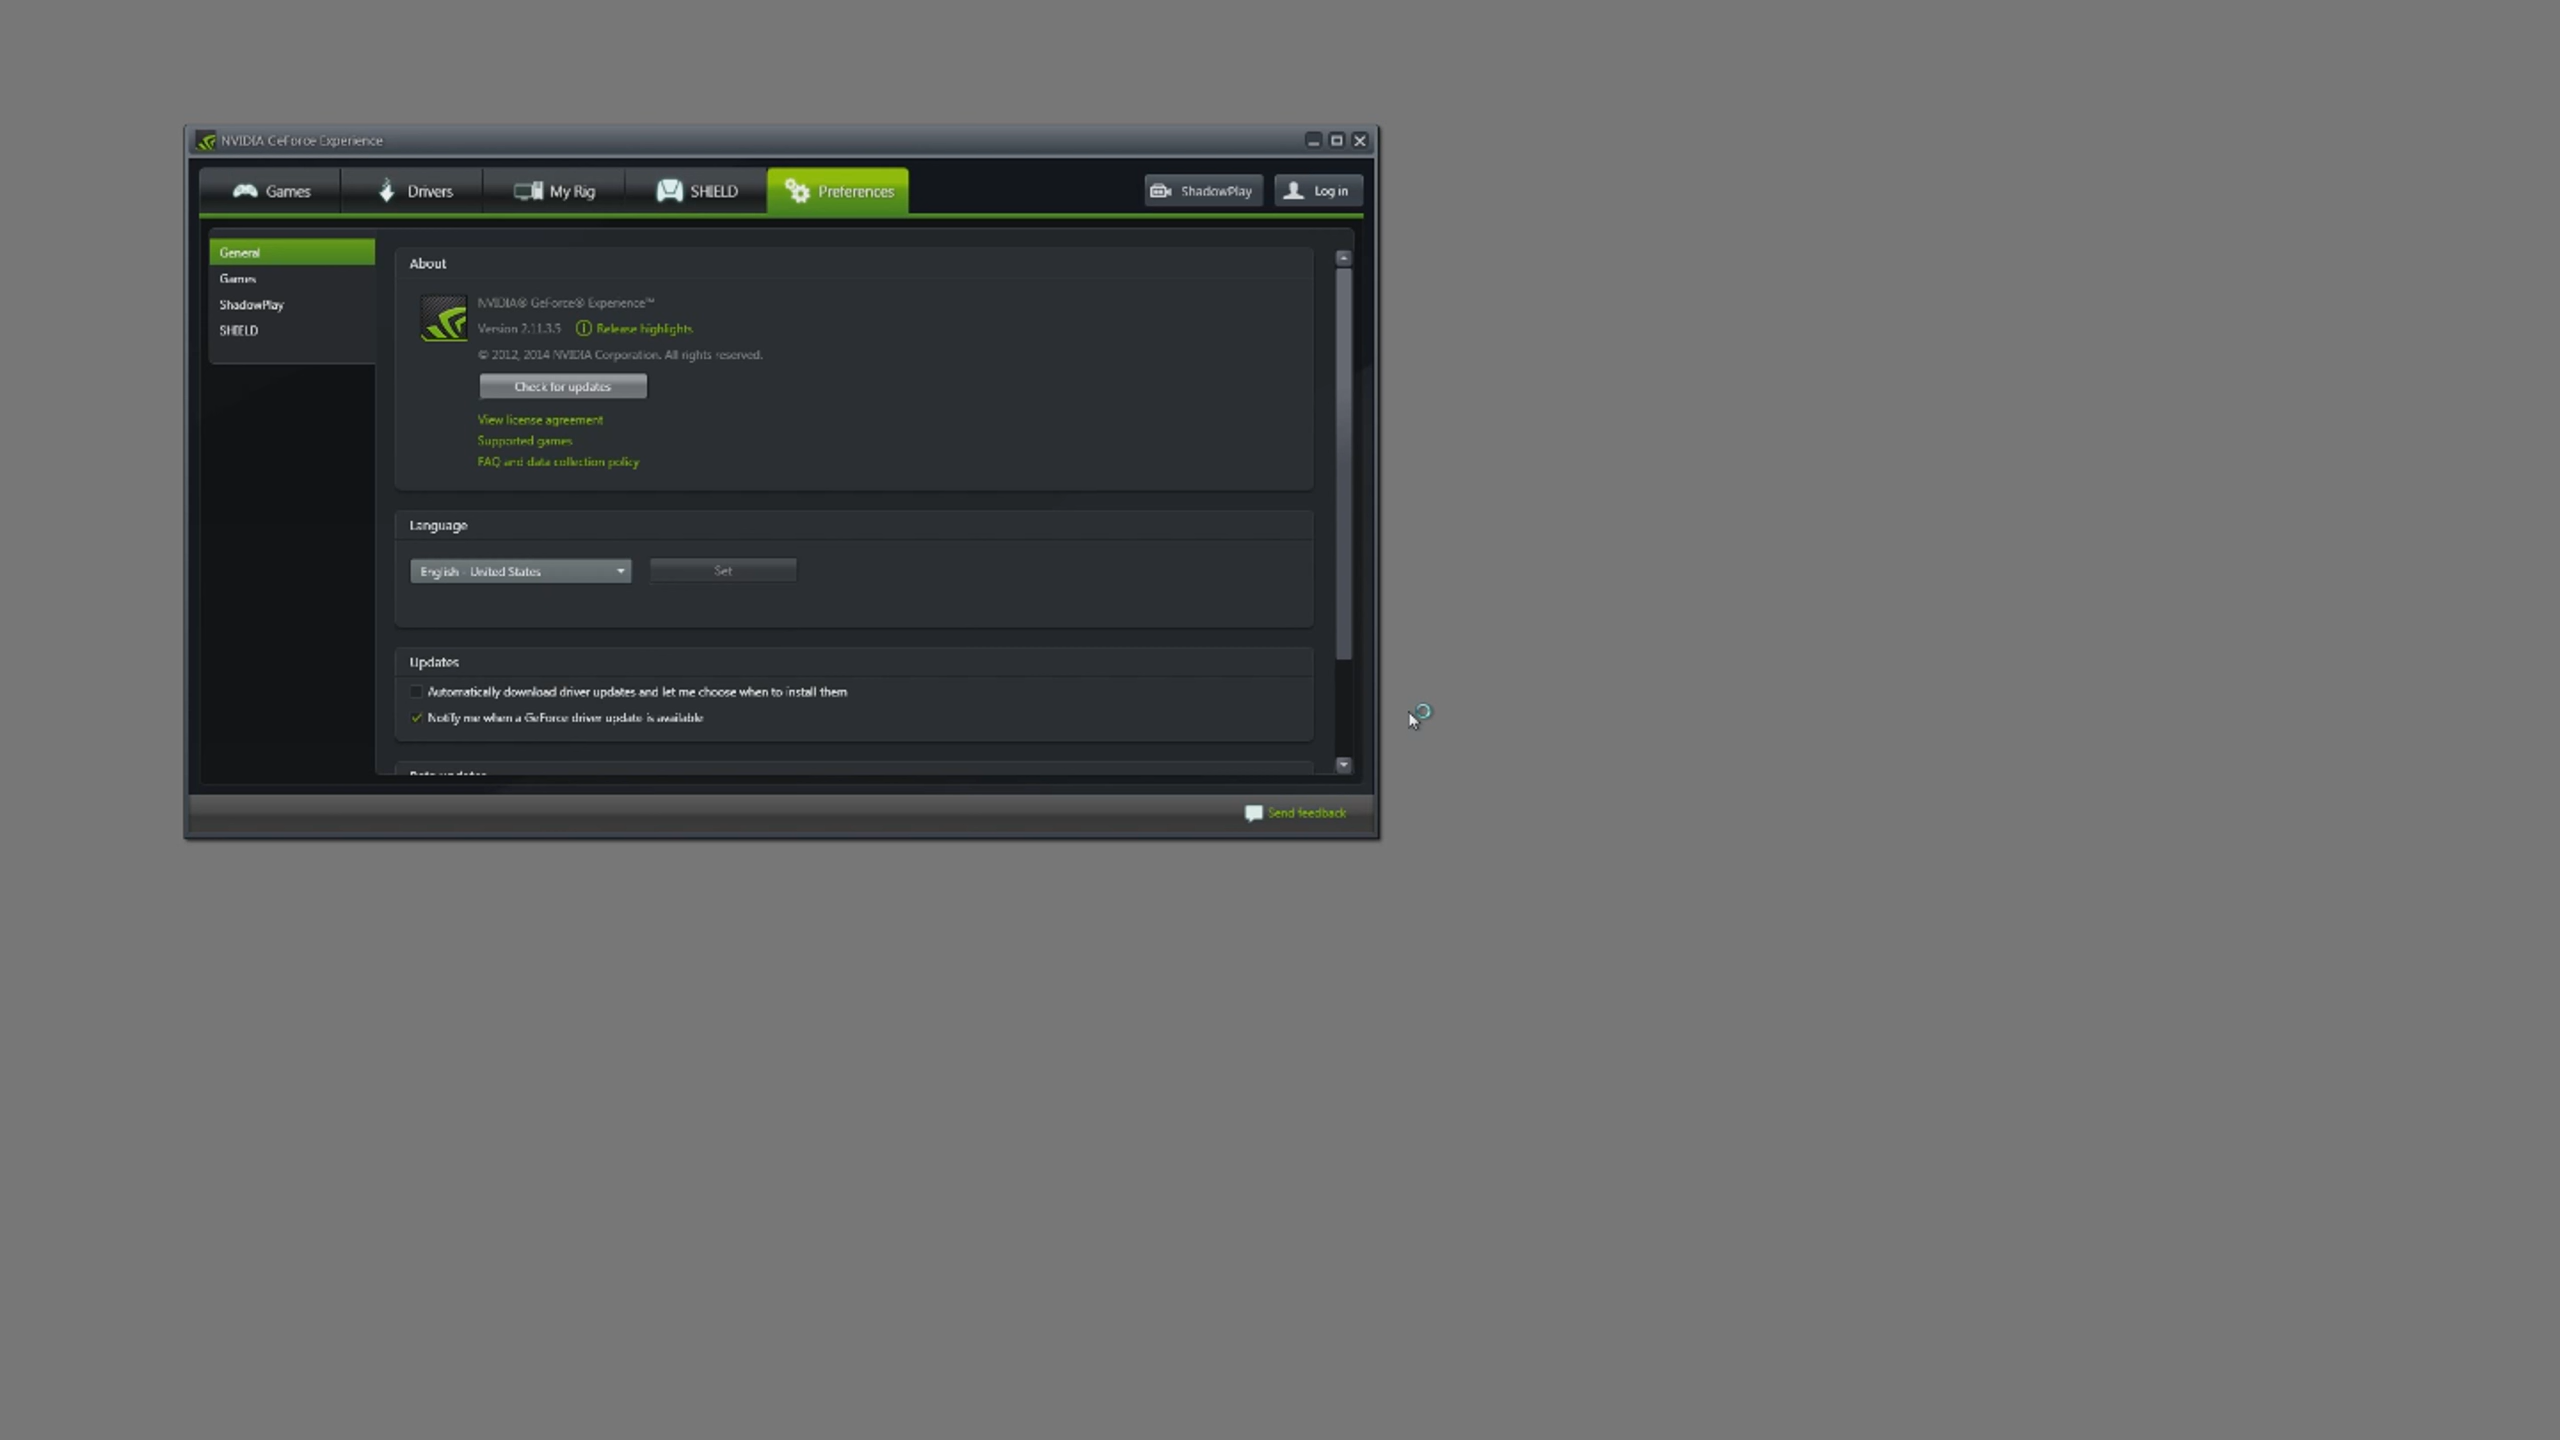 NVIDIA GeForce Experience
Games
Drivers
My Rig
SHIELD
Preferences
ShadowPlay
Log in
General
Games
ShadowPlay
SHIELD
About
NVIDIA® GeForce® Experience™
Version 2.11.3.5
Release highlights
© 2012, 2014 NVIDIA Corporation. All rights reserved.
Check for updates
View license agreement
Supported games
FAQ and data collection policy
Language
English - United States
Set
Updates
Automatically download driver updates and let me choose when to install them
Notify me when a GeForce driver update is available
Send feedback